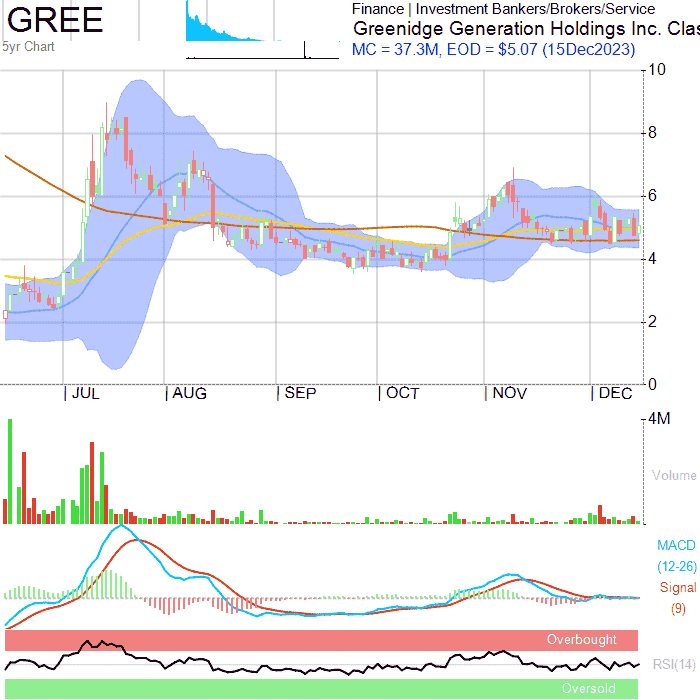 GREE
5yr Chart
Finance | Investment Bankers/Brokers/Service
Greenidge Generation Holdings Inc. Clas
MC = 37.3M, EOD = $5.07 (15Dec2023)
10
8
6
4
2
0
JUL AUG SEP OCT NOV DEC
4M
Volume
MACD
(12-26)
Signal
(9)
Overbought
RSI(14)
Oversold